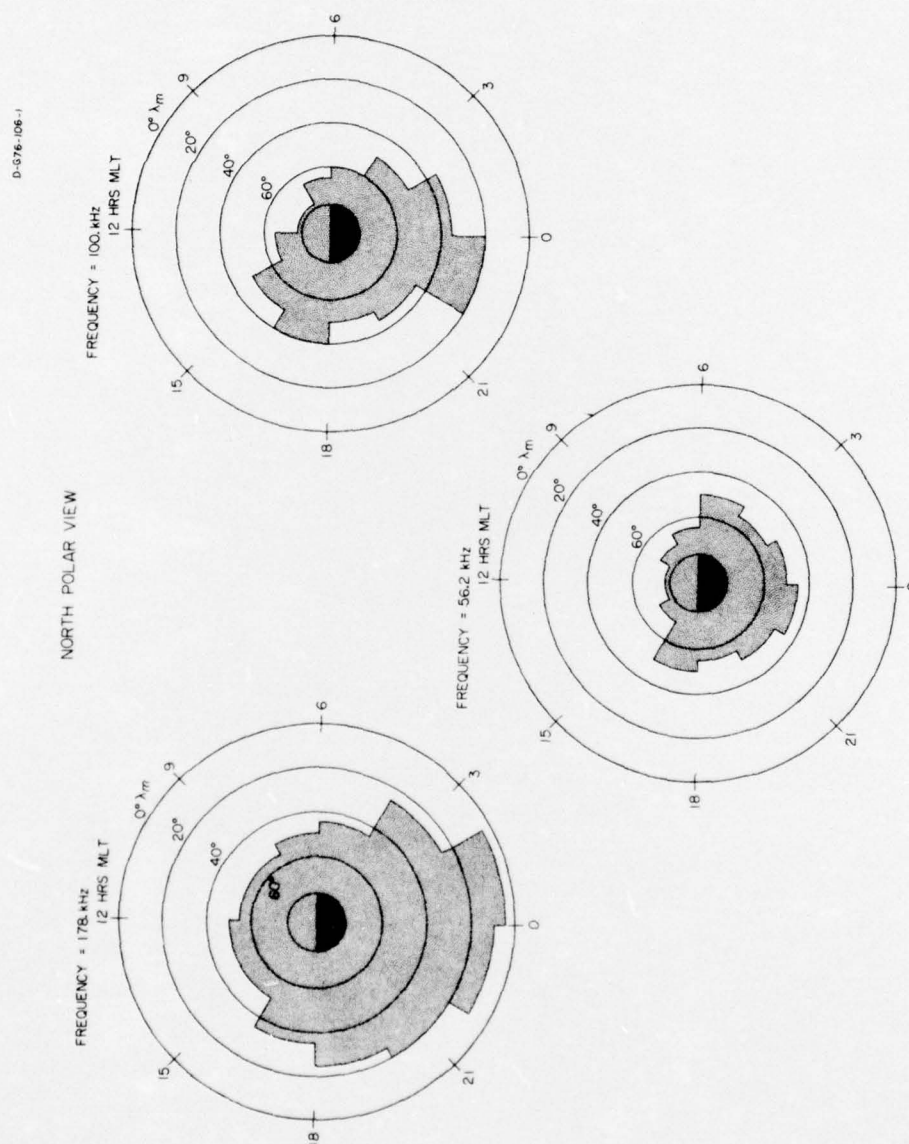 D-G76-106-1
NORTH POLAR VIEW
FREQUENCY = 178. kHz
12 HRS MLT
9
0° λm
20°
40°
60°
15
6
18
3
21
0
FREQUENCY = 56.2 kHz
12 HRS MLT
9
0° λm
20°
40°
60°
15
6
18
3
21
0
FREQUENCY = 100. kHz
12 HRS MLT
9
0° λm
20°
40°
60°
15
6
18
3
21
0